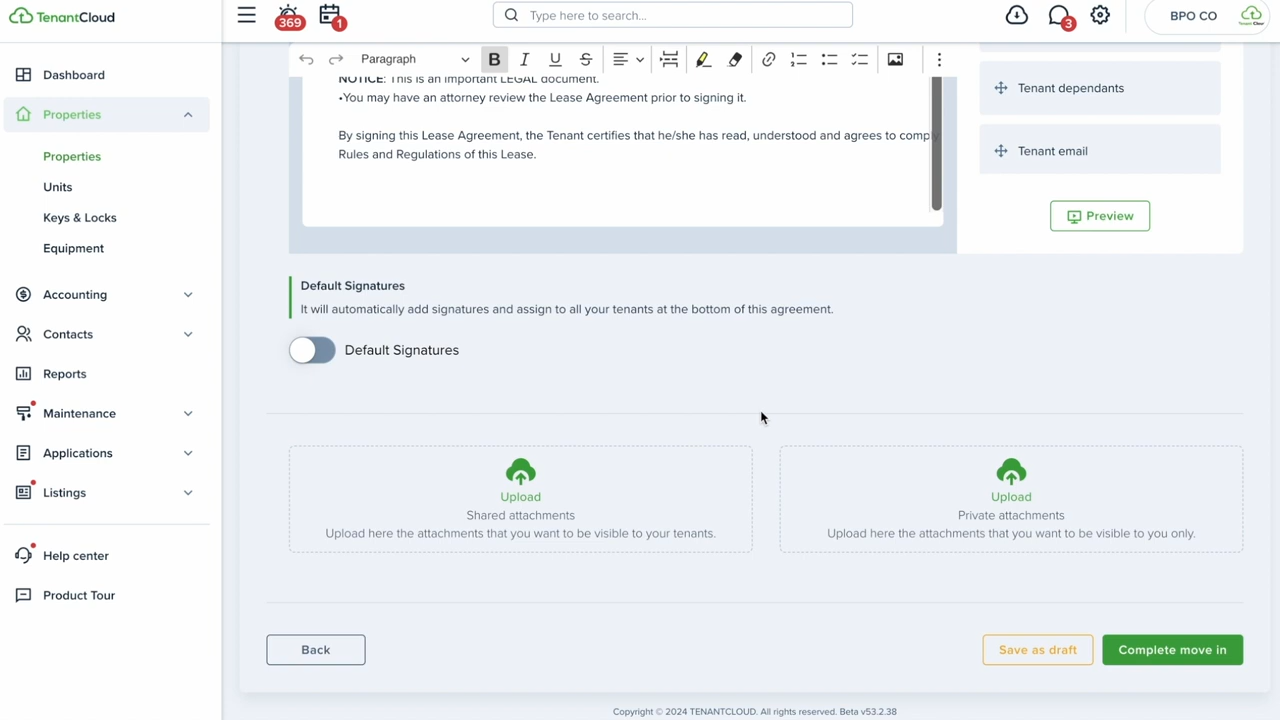 TenantCloud
369
1
Type here to search...
3
BPO CO
Dashboard
Properties
Properties
Units
Keys & Locks
Equipment
Accounting
Contacts
Reports
Maintenance
Applications
Listings
Help center
Product Tour
Paragraph
B I U S
NOTICE: This is an important LEGAL document.
•You may have an attorney review the Lease Agreement prior to signing it.
By signing this Lease Agreement, the Tenant certifies that he/she has read, understood and agrees to comply
Rules and Regulations of this Lease.
Tenant dependants
Tenant email
Preview
Default Signatures
It will automatically add signatures and assign to all your tenants at the bottom of this agreement.
Default Signatures
Upload
Shared attachments
Upload here the attachments that you want to be visible to your tenants.
Upload
Private attachments
Upload here the attachments that you want to be visible to you only.
Back
Save as draft
Complete move in
Copyright © 2024 TENANTCLOUD. All rights reserved. Beta v53.2.38